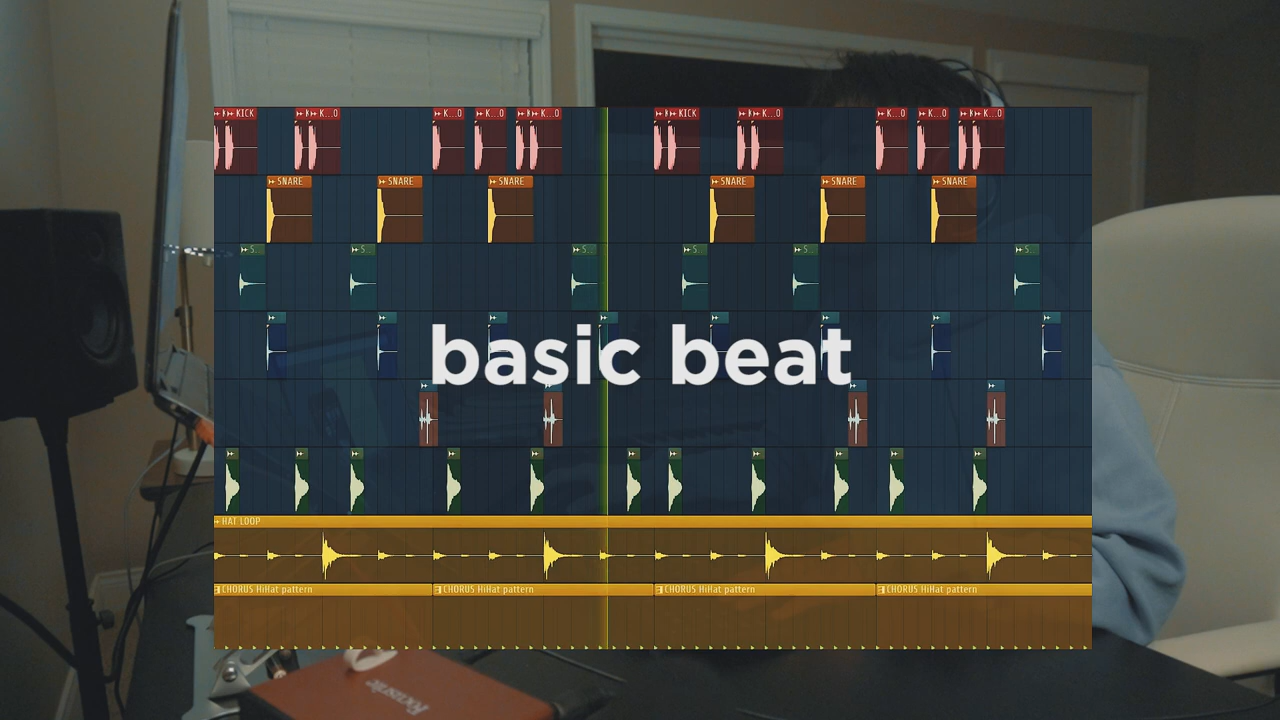 KICK K...O K...O K...O K...O KICK K...O K...O K...O K...O
SNARE SNARE SNARE SNARE SNARE SNARE
S.. S.. S.. S.. S.. S..
basic beat
HAT LOOP
CHORUS HiHat pattern CHORUS HiHat pattern CHORUS HiHat pattern CHORUS HiHat pattern
Focusrite